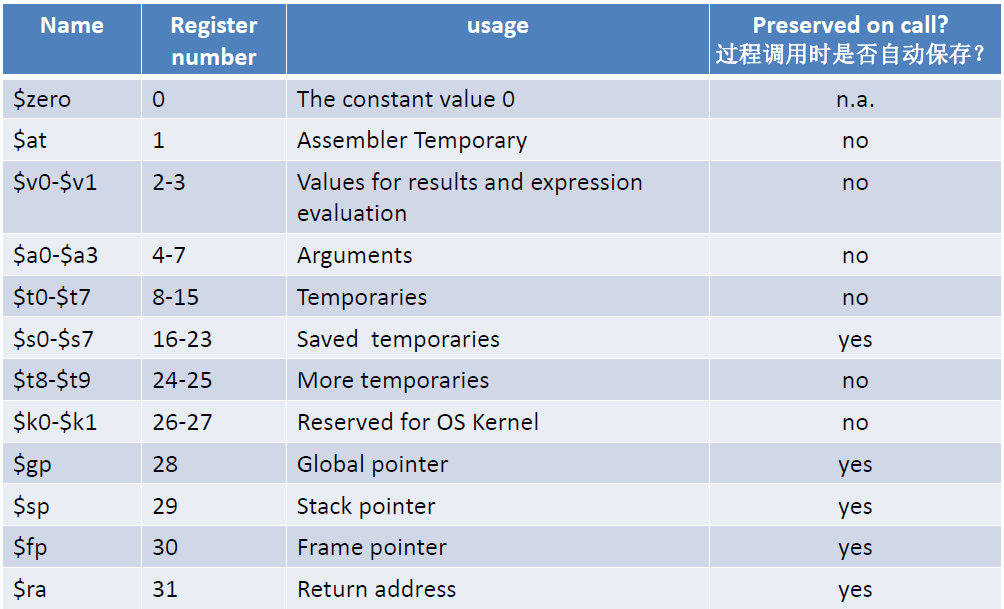 Name Register number usage Preserved on call? 过程调用时是否自动保存？
$zero 0 The constant value 0 n.a.
$at 1 Assembler Temporary no
$v0-$v1 2-3 Values for results and expression evaluation no
$a0-$a3 4-7 Arguments no
$t0-$t7 8-15 Temporaries no
$s0-$s7 16-23 Saved temporaries yes
$t8-$t9 24-25 More temporaries no
$k0-$k1 26-27 Reserved for OS Kernel no
$gp 28 Global pointer yes
$sp 29 Stack pointer yes
$fp 30 Frame pointer yes
$ra 31 Return address yes